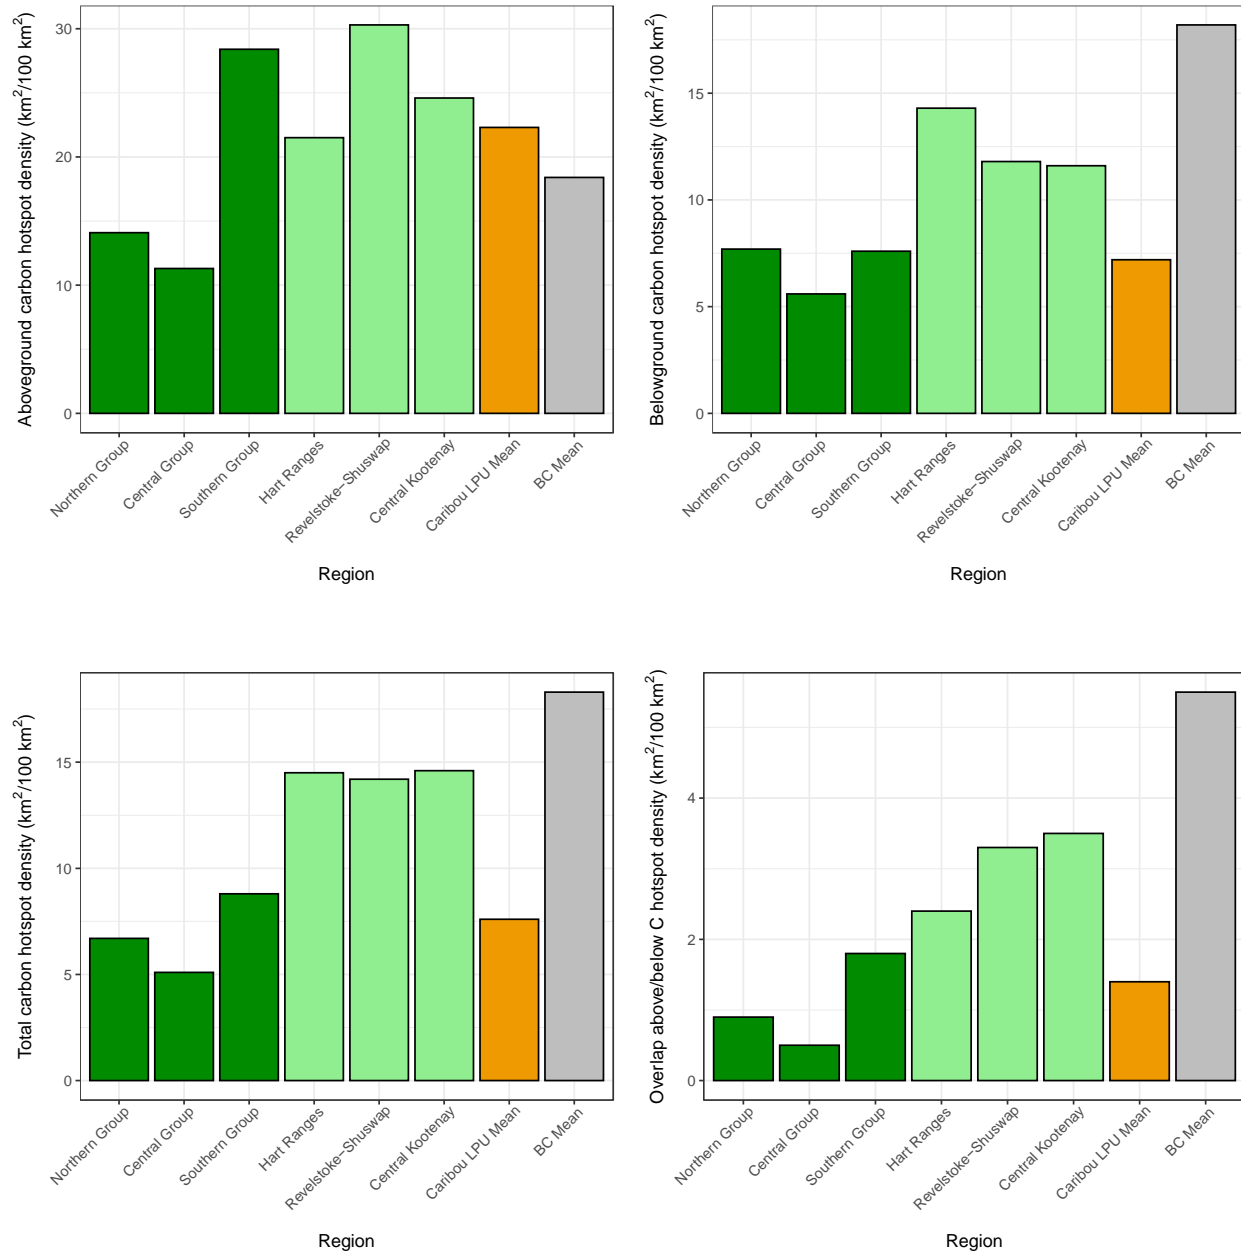 Aboveground carbon hotspot density (km²/100 km²)
30
20
10
0
Northern Group
Central Group
Southern Group
Hart Ranges
Revelstoke−Shuswap
Central Kootenay
Caribou LPU Mean
BC Mean
Region
Belowground carbon hotspot density (km²/100 km²)
15
10
5
0
Northern Group
Central Group
Southern Group
Hart Ranges
Revelstoke−Shuswap
Central Kootenay
Caribou LPU Mean
BC Mean
Region
Total carbon hotspot density (km²/100 km²)
15
10
5
0
Northern Group
Central Group
Southern Group
Hart Ranges
Revelstoke−Shuswap
Central Kootenay
Caribou LPU Mean
BC Mean
Region
Overlap above/below C hotspot density (km²/100 km²)
4
2
0
Northern Group
Central Group
Southern Group
Hart Ranges
Revelstoke−Shuswap
Central Kootenay
Caribou LPU Mean
BC Mean
Region